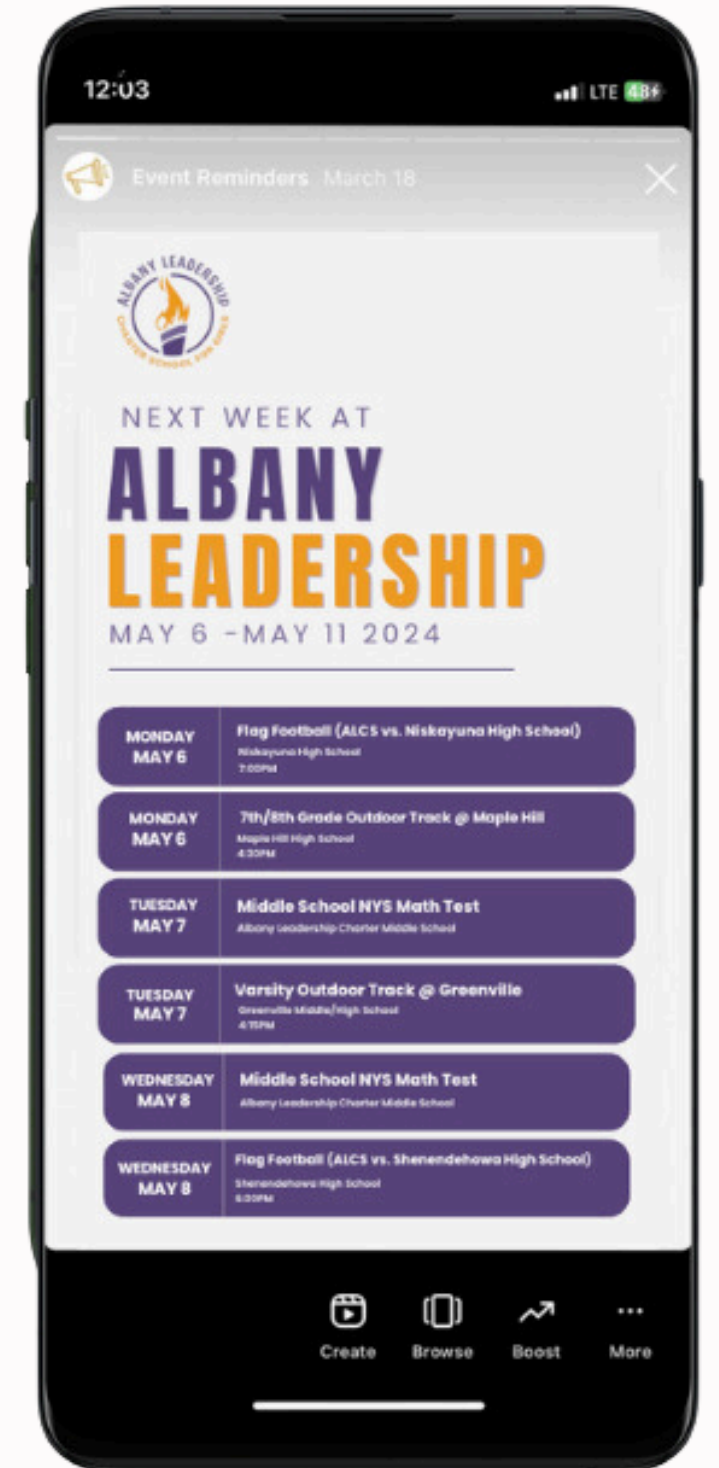 12:03
LTE 48
Event Reminders March 18
ALBANY LEADERSHIP
CHARTER SCHOOL FOR GIRLS
NEXT WEEK AT
ALBANY
LEADERSHIP
MAY 6 -MAY 11 2024
MONDAY
MAY 6
Flag Football (ALCS vs. Niskayuna High School)
Niskayuna High School
7:00PM
MONDAY
MAY 6
7th/8th Grade Outdoor Track @ Maple Hill
Maple Hill High School
4:30PM
TUESDAY
MAY 7
Middle School NYS Math Test
Albany Leadership Charter Middle School
TUESDAY
MAY 7
Varsity Outdoor Track @ Greenville
Greenville Middle/High School
4:15PM
WEDNESDAY
MAY 8
Middle School NYS Math Test
Albany Leadership Charter Middle School
WEDNESDAY
MAY 8
Flag Football (ALCS vs. Shenendehowa High School)
Shenendehowa High School
Create Browse Boost More